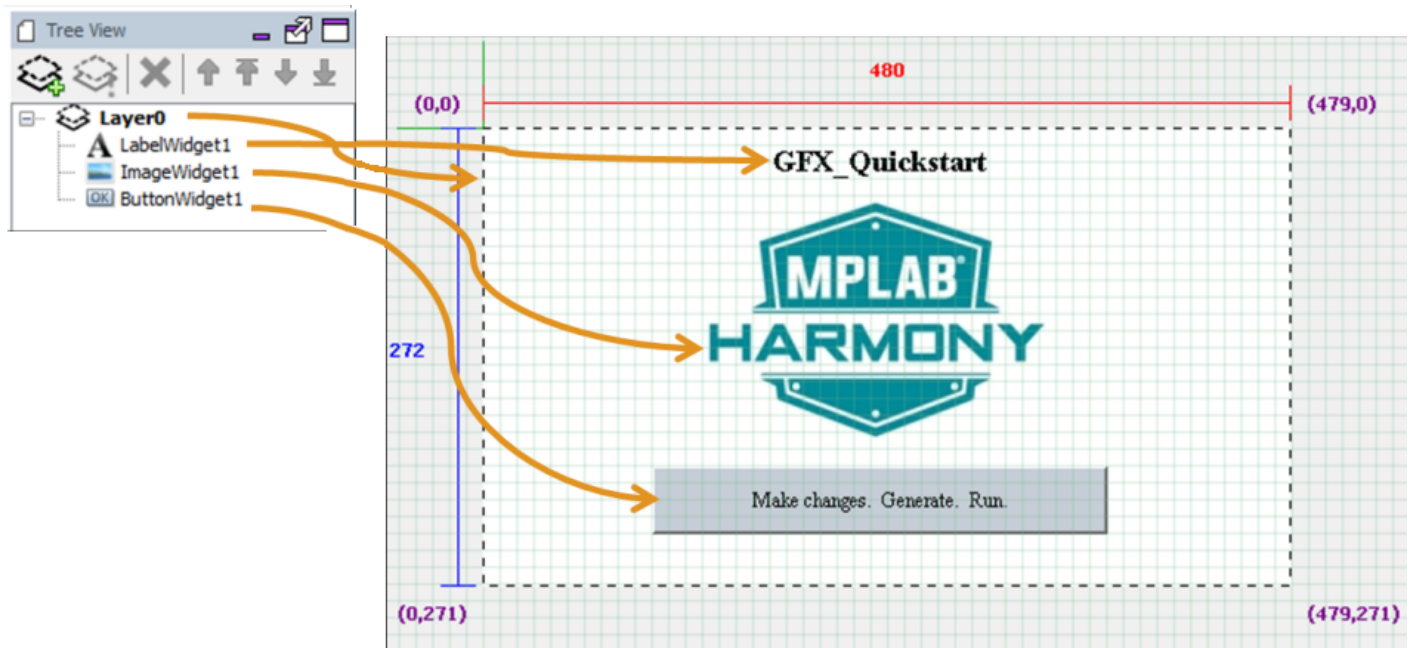 Tree View
Layer0
A LabelWidget1
ImageWidget1
OK ButtonWidget1
480
(0,0)
(479,0)
GFX_Quickstart
MPLAB®
HARMONY
272
Make changes. Generate. Run.
(0,271)
(479,271)